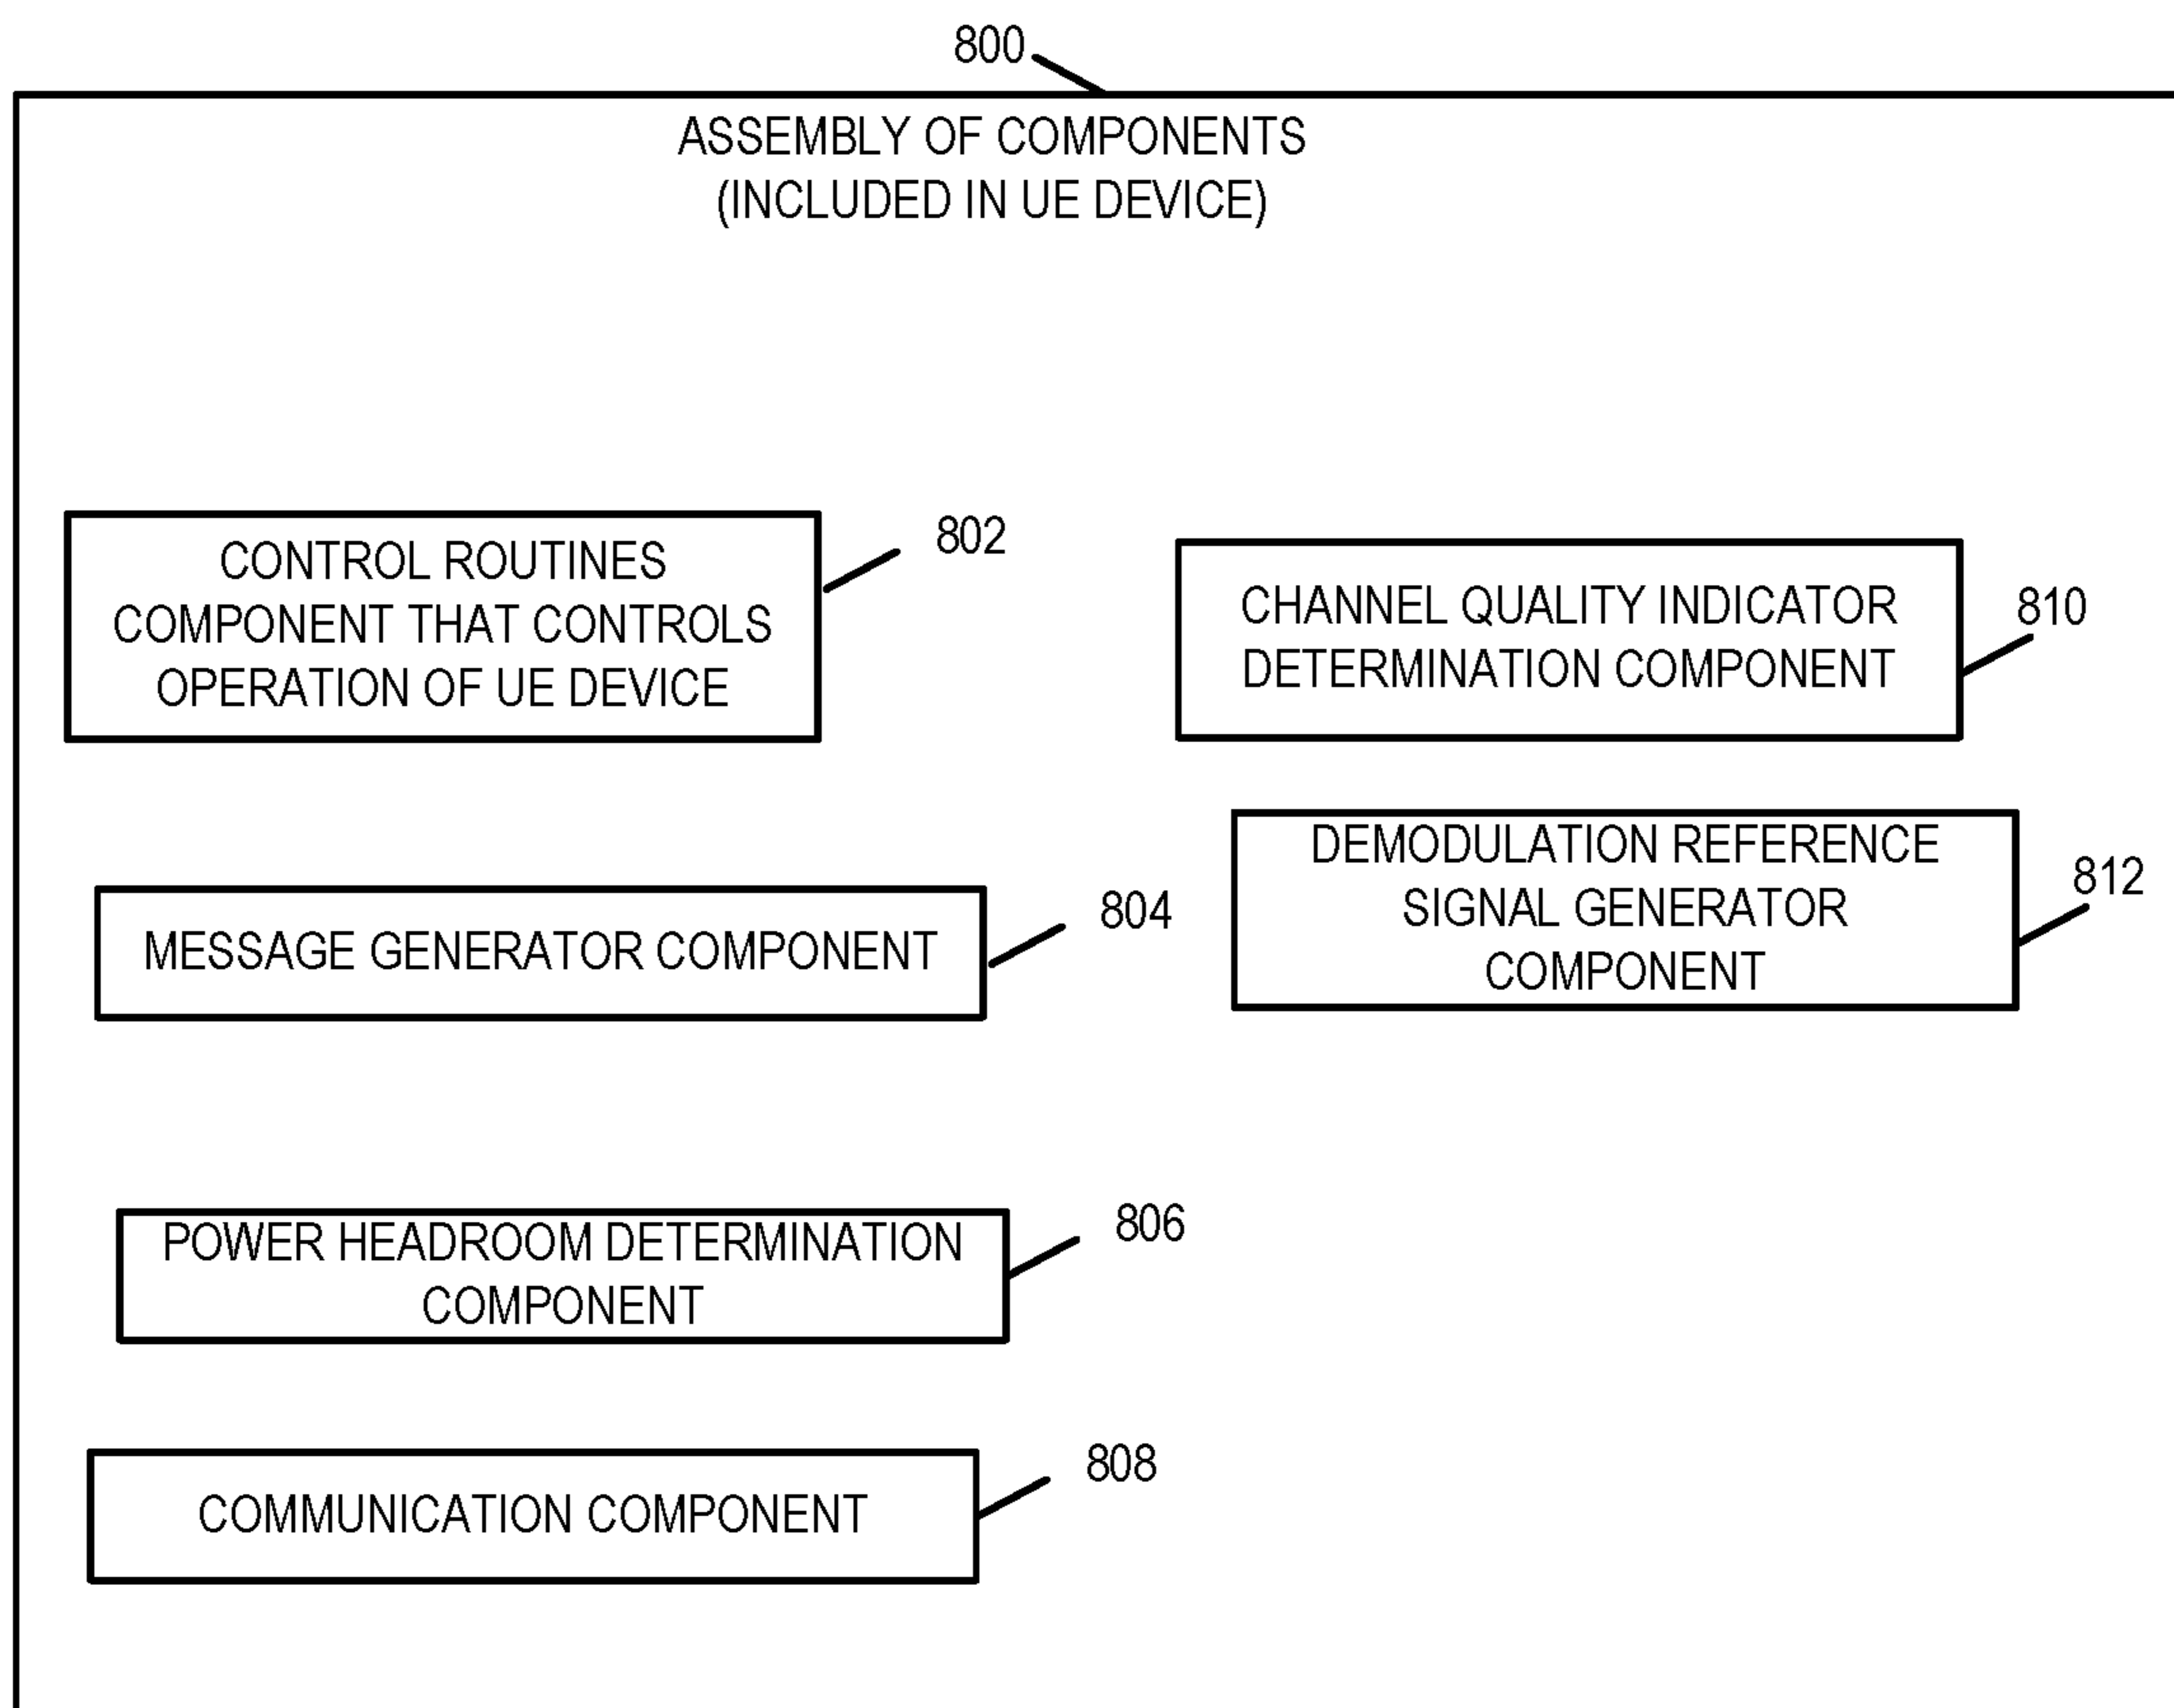 800
ASSEMBLY OF COMPONENTS
(INCLUDED IN UE DEVICE)
CONTROL ROUTINES
COMPONENT THAT CONTROLS
OPERATION OF UE DEVICE
802
MESSAGE GENERATOR COMPONENT
804
POWER HEADROOM DETERMINATION
COMPONENT
806
COMMUNICATION COMPONENT
808
CHANNEL QUALITY INDICATOR
DETERMINATION COMPONENT
810
DEMODULATION REFERENCE
SIGNAL GENERATOR
COMPONENT
812